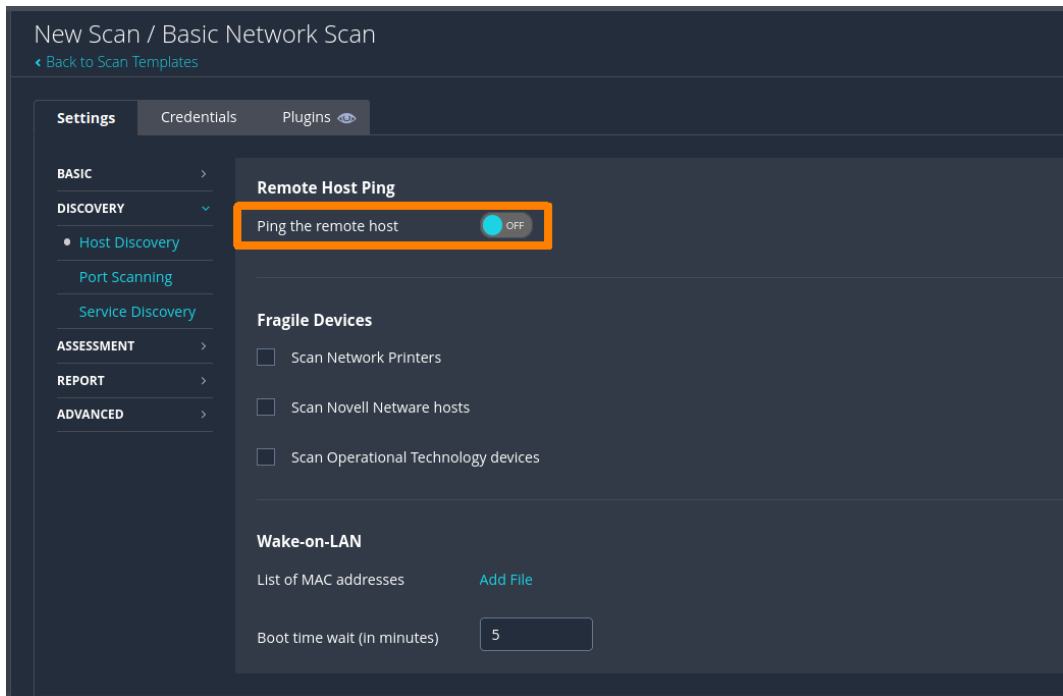 New Scan / Basic Network Scan
Back to Scan Templates
Settings Credentials Plugins
BASIC
DISCOVERY
Host Discovery
Port Scanning
Service Discovery
ASSESSMENT
REPORT
ADVANCED
Remote Host Ping
Ping the remote host OFF
Fragile Devices
Scan Network Printers
Scan Novell Netware hosts
Scan Operational Technology devices
Wake-on-LAN
List of MAC addresses Add File
Boot time wait (in minutes) 5